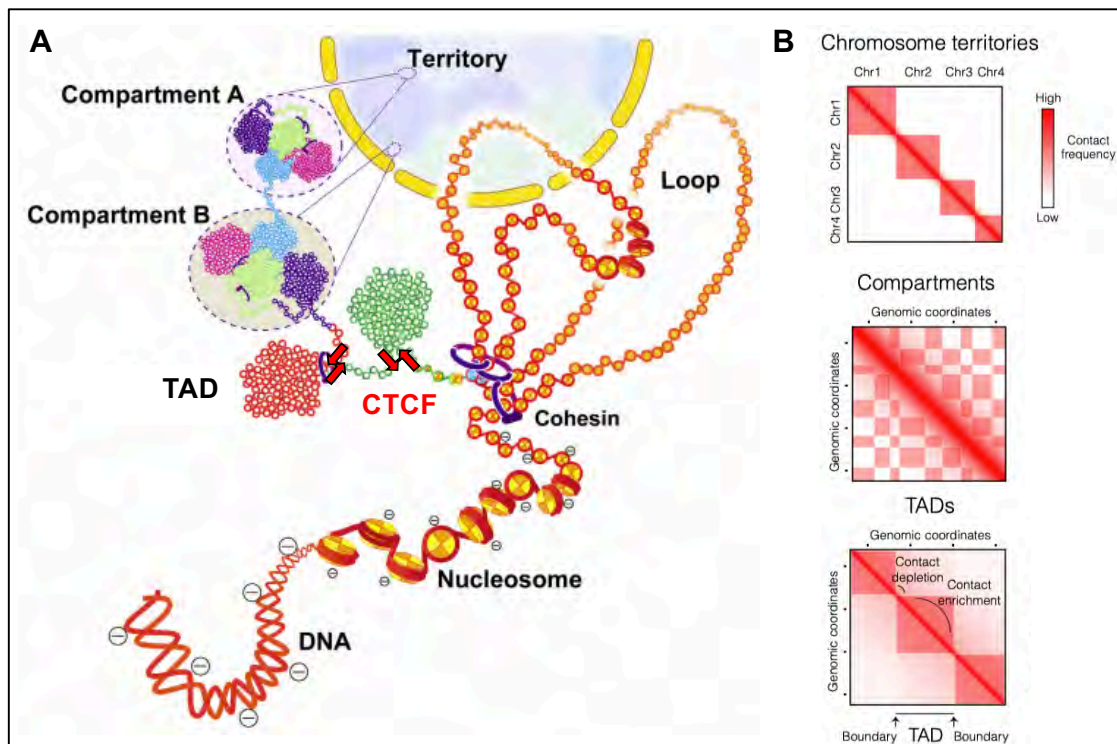 A
Territory
Compartment A
Compartment B
Loop
TAD
CTCF
Cohesin
Nucleosome
DNA
B
Chromosome territories
Chr1 Chr2 Chr3 Chr4
Chr1
Chr2
Chr3
Chr4
High
Contact
frequency
Low
Compartments
Genomic coordinates
Genomic coordinates
TADs
Genomic coordinates
Genomic coordinates
Contact
depletion
Contact
enrichment
Boundary TAD Boundary